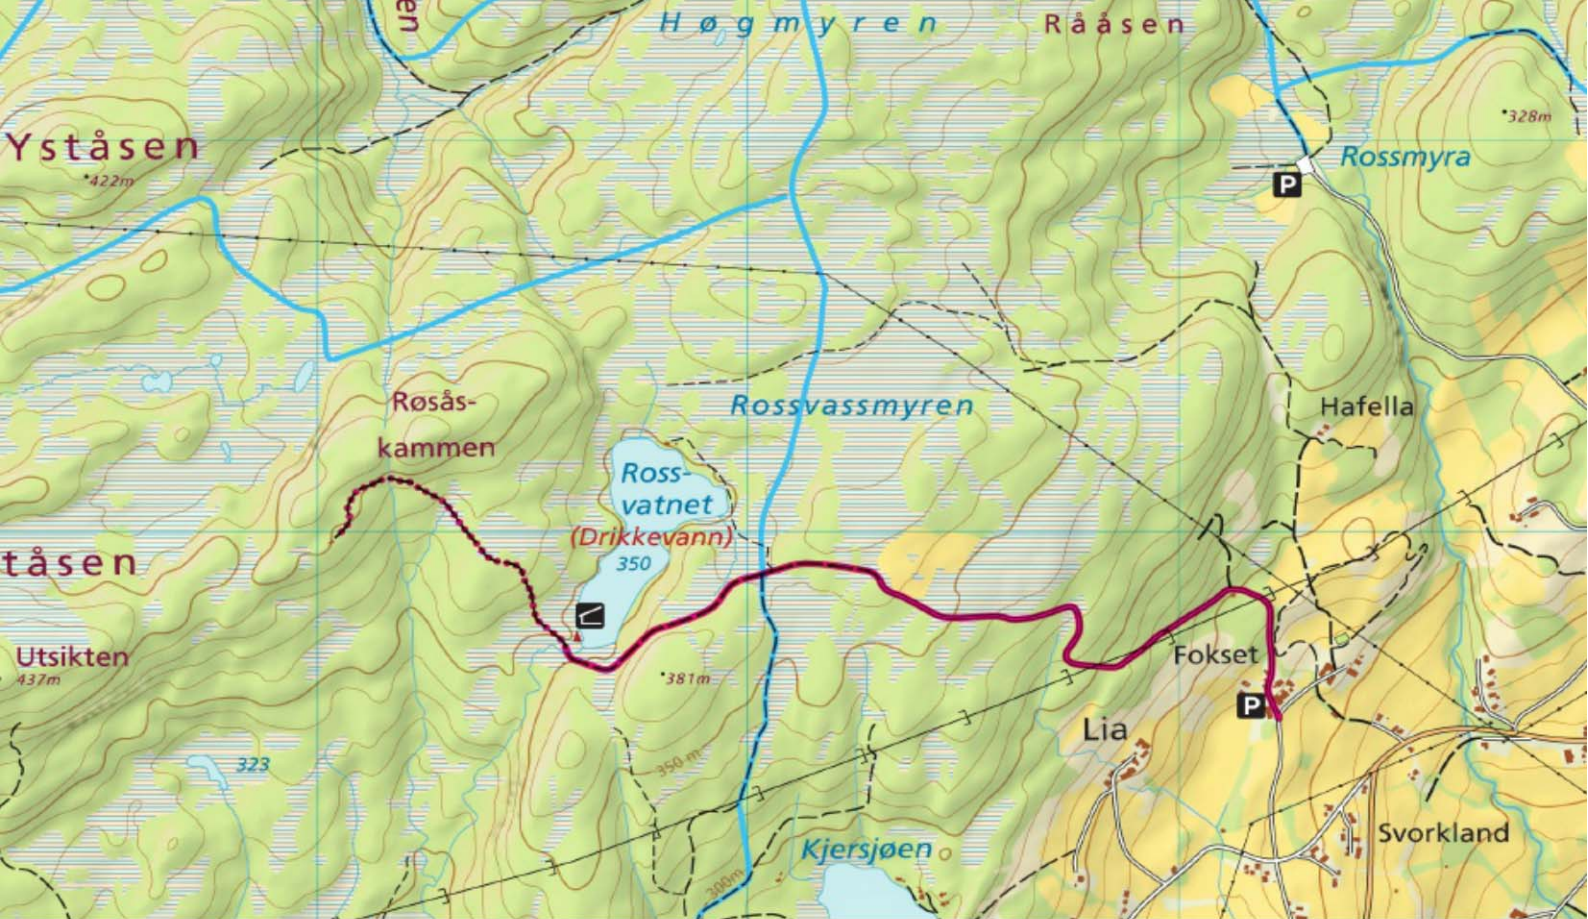 en
Høgmyren
Rååsen
Yståsen
422m
328m
Rossmyra
P
Røsås-
kammen
Rossvassmyren
Hafella
Ross-
vatnet
(Drikkevann)
350
tåsen
Utsikten
437m
381m
Fokset
P
Lia
350 m
323
Svorkland
Kjersjøen
300m